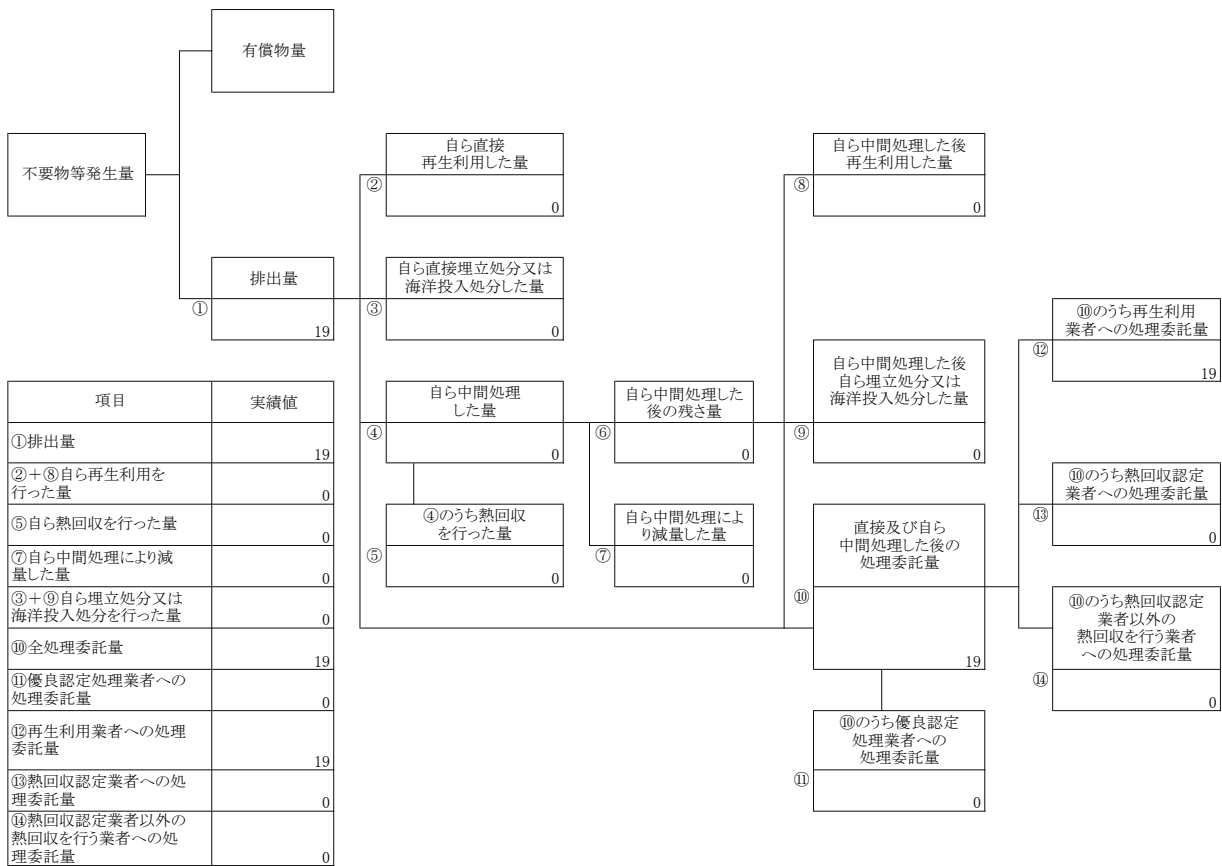 有償物量
不要物等発生量
自ら直接
再生利用した量
②
0
自ら中間処理した後
再生利用した量
⑧
0
排出量
①
19
自ら直接埋立処分又は
海洋投入処分した量
③
0
⑩のうち再生利用
業者への処理委託量
⑫
19
自ら中間処理
した量
④
0
自ら中間処理した
後の残さ量
⑥
0
自ら中間処理した後
自ら埋立処分又は
海洋投入処分した量
⑨
0
⑩のうち熱回収認定
業者への処理委託量
⑬
0
④のうち熱回収
を行った量
⑤
0
自ら中間処理によ
り減量した量
⑦
0
直接及び自ら
中間処理した後の
処理委託量
⑩
19
⑩のうち熱回収認定
業者以外の
熱回収を行う業者
への処理委託量
⑭
0
⑩のうち優良認定
処理業者への
処理委託量
⑪
0
項目 実績値
①排出量 19
②+⑧自ら再生利用を
行った量 0
⑤自ら熱回収を行った量 0
⑦自ら中間処理により減
量した量 0
③+⑨自ら埋立処分又は
海洋投入処分を行った量 0
⑩全処理委託量 19
⑪優良認定処理業者への
処理委託量 0
⑫再生利用業者への処理
委託量 19
⑬熱回収認定業者への処
理委託量 0
⑭熱回収認定業者以外の
熱回収を行う業者への処
理委託量 0